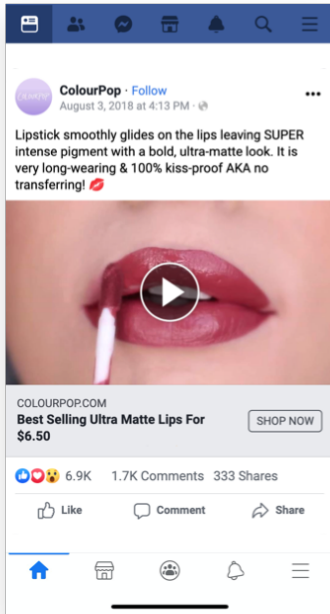 COLOURPOP
ColourPop · Follow
August 3, 2018 at 4:13 PM ·
Lipstick smoothly glides on the lips leaving SUPER
intense pigment with a bold, ultra-matte look. It is
very long-wearing & 100% kiss-proof AKA no
transferring! 💋
COLOURPOP.COM
Best Selling Ultra Matte Lips For
$6.50
SHOP NOW
6.9K 1.7K Comments 333 Shares
Like Comment Share